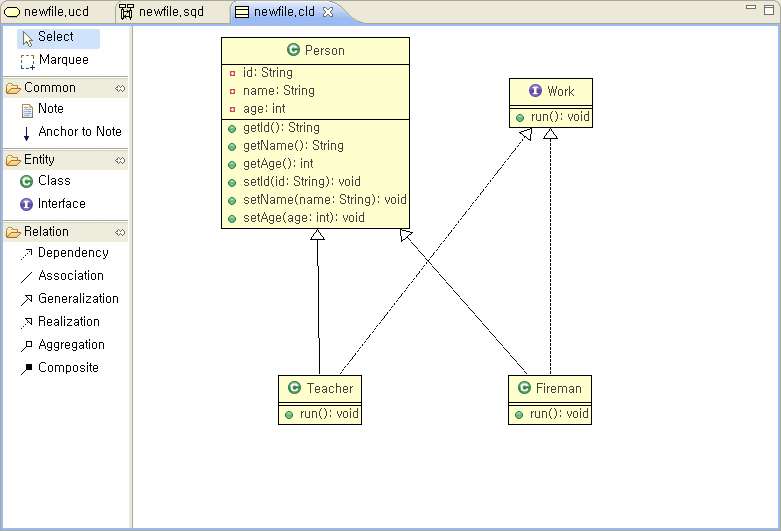 newfile.ucd
newfile.sqd
newfile.cld
Select
Marquee
Common
Note
Anchor to Note
Entity
C Class
I Interface
Relation
Dependency
Association
Generalization
Realization
Aggregation
Composite
C Person
id: String
name: String
age: int
getId(): String
getName(): String
getAge(): int
setId(id: String): void
setName(name: String): void
setAge(age: int): void
I Work
run(): void
C Teacher
run(): void
C Fireman
run(): void